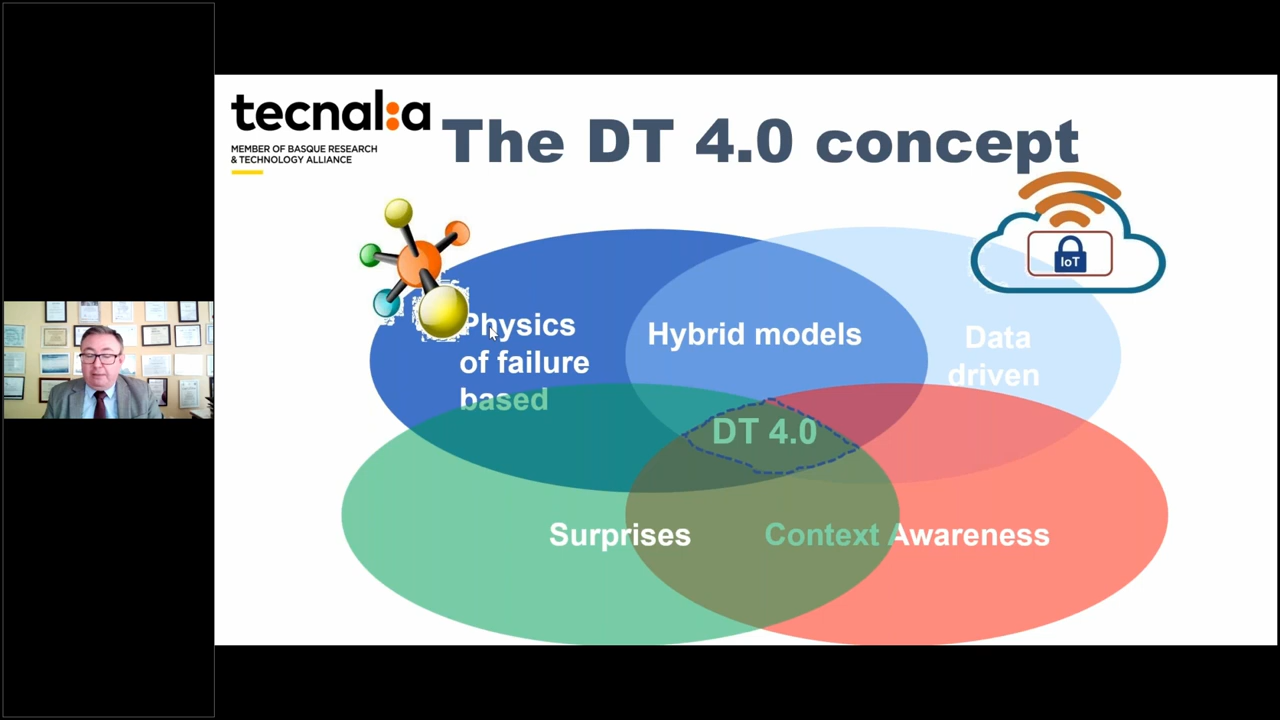 tecnal:a
MEMBER OF BASQUE RESEARCH
& TECHNOLOGY ALLIANCE
The DT 4.0 concept
IoT
Physics
of failure
based
Hybrid models
Data
driven
DT 4.0
Surprises
Context Awareness